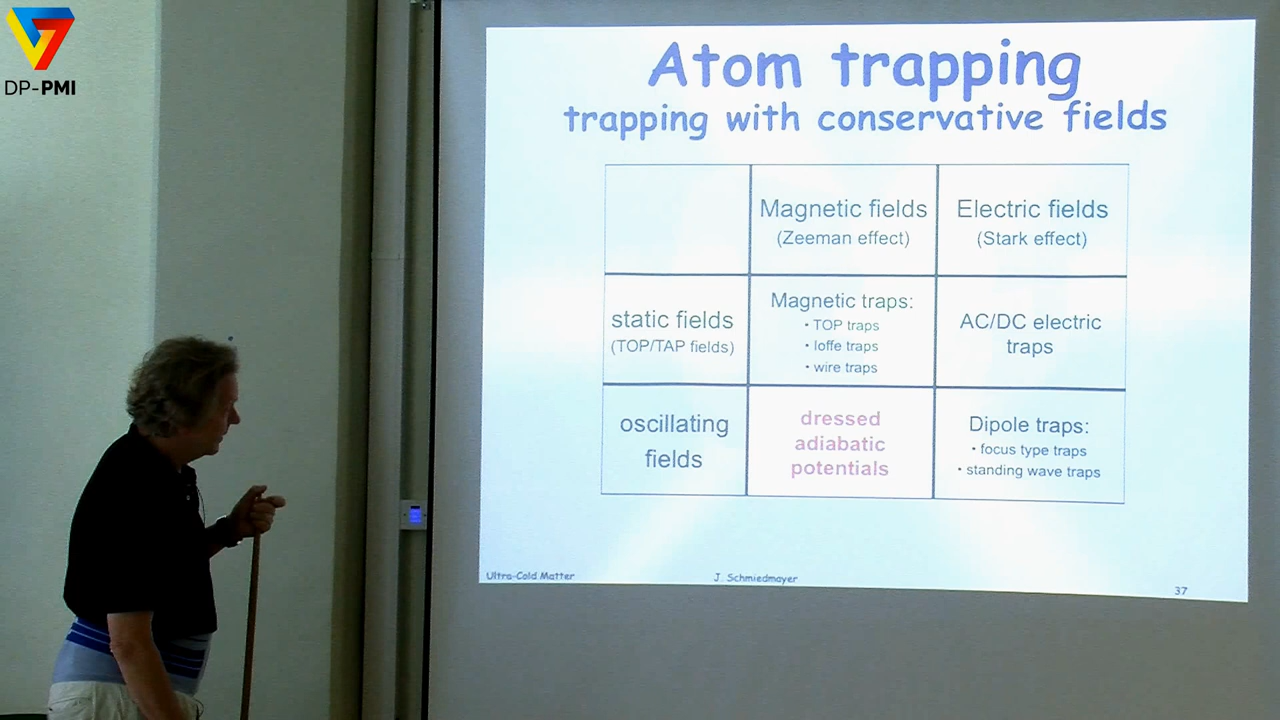 DP-PMI
Atom trapping
trapping with conservative fields
Magnetic fields
(Zeeman effect)
Electric fields
(Stark effect)
static fields
(TOP/TAP fields)
Magnetic traps:
• TOP traps
• Ioffe traps
• wire traps
AC/DC electric
traps
oscillating
fields
dressed
adiabatic
potentials
Dipole traps:
• focus type traps
• standing wave traps
Ultra-Cold Matter
J. Schmiedmayer
37